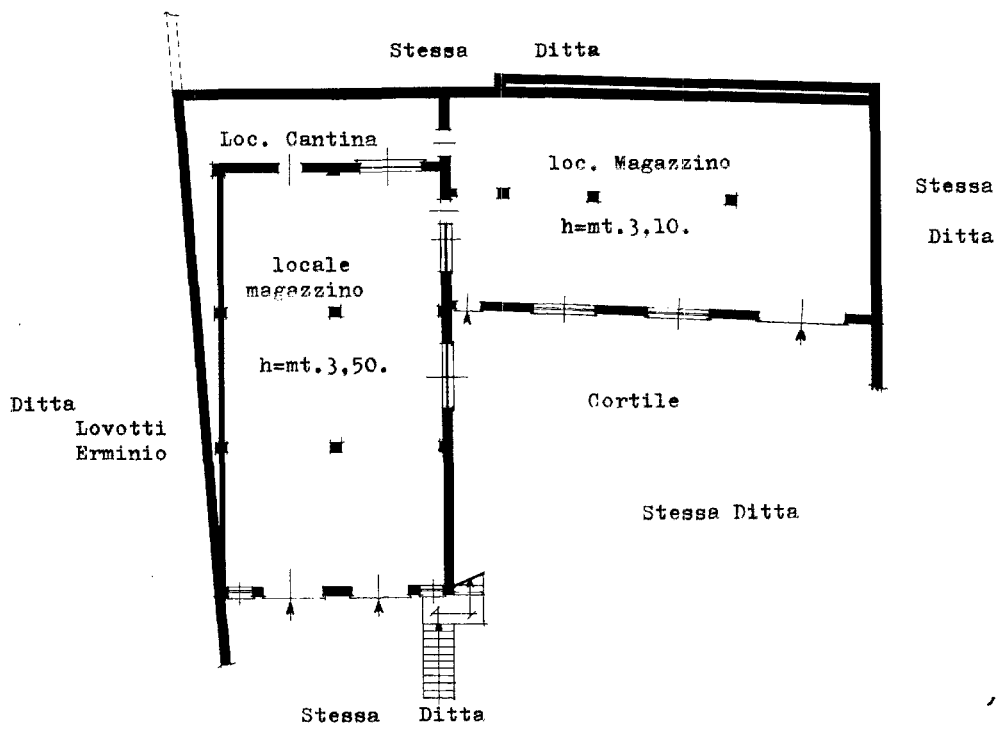 Stessa Ditta
Loc. Cantina
loc. Magazzino
h=mt.3,10.
Stessa
Ditta
locale
magazzino
h=mt.3,50.
Ditta
Lovotti
Erminio
Cortile
Stessa Ditta
Stessa Ditta